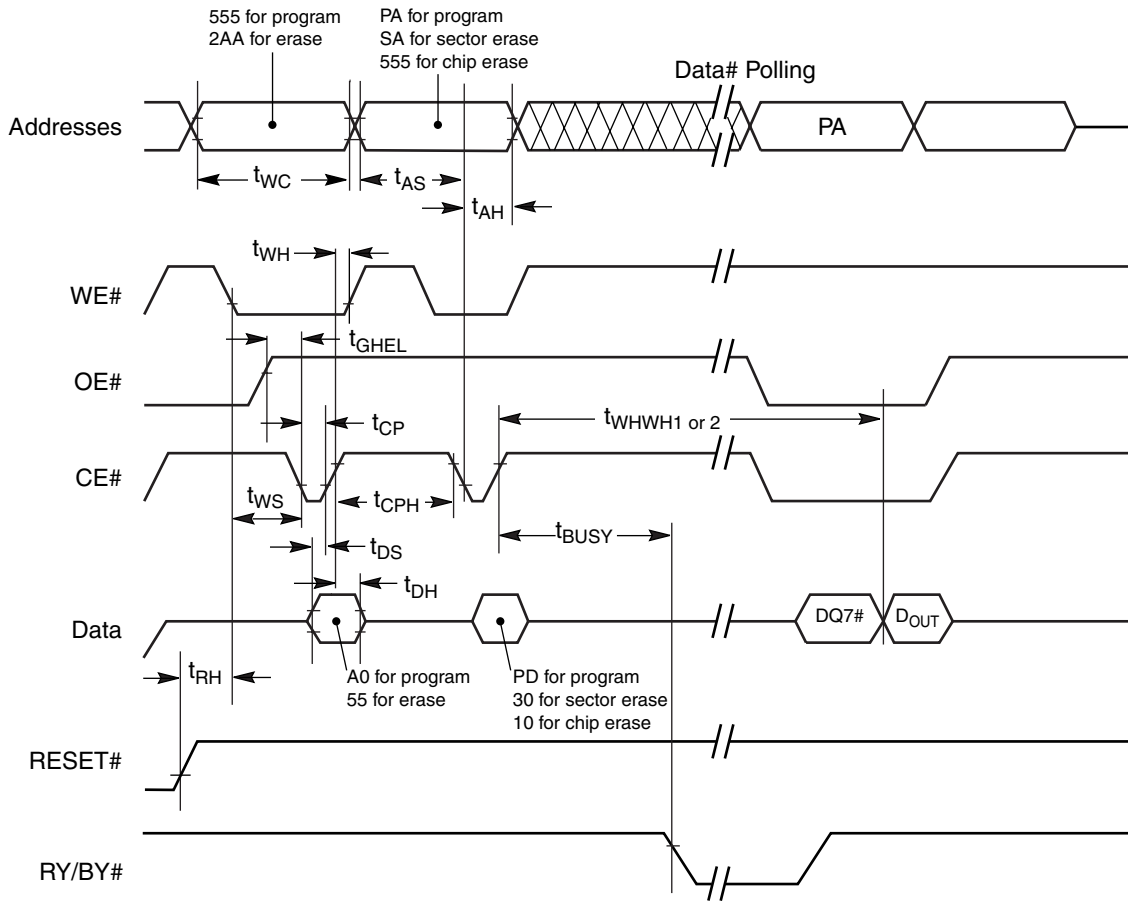 555 for program
2AA for erase
PA for program
SA for sector erase
555 for chip erase
Data# Polling
Addresses
PA
tWC
tAS
tAH
tWH
WE#
tGHEL
OE#
tWHWH1 or 2
tCP
CE#
tWS
tCPH
tBUSY
tDS
tDH
Data
DQ7#
DOUT
tRH
A0 for program
55 for erase
PD for program
30 for sector erase
10 for chip erase
RESET#
RY/BY#